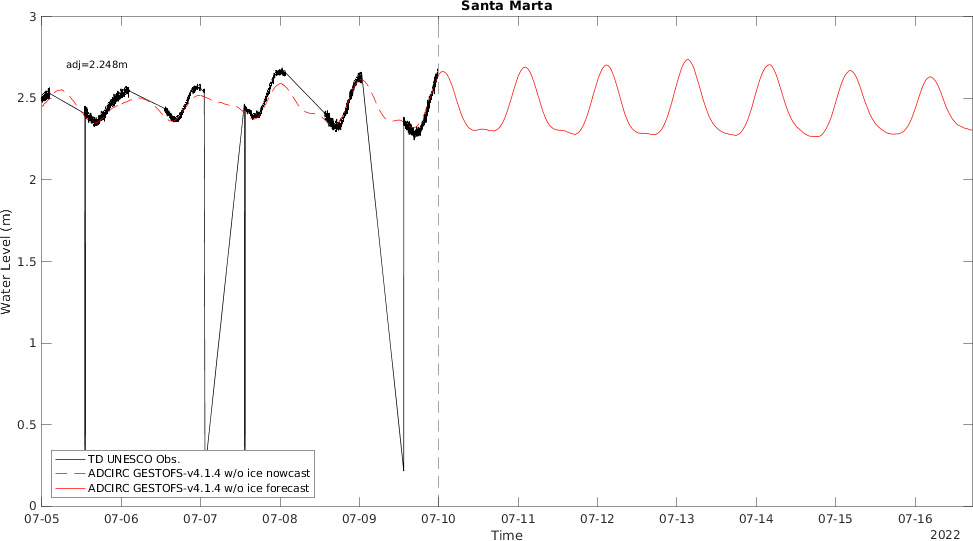 Santa Marta
3
adj=2.248m
2.5
2
1.5
1
0.5
0
Water Level (m)
TD UNESCO Obs.
ADCIRC GESTOFS-v4.1.4 w/o ice nowcast
ADCIRC GESTOFS-v4.1.4 w/o ice forecast
07-05 07-06 07-07 07-08 07-09 07-10 07-11 07-12 07-13 07-14 07-15 07-16
Time
2022